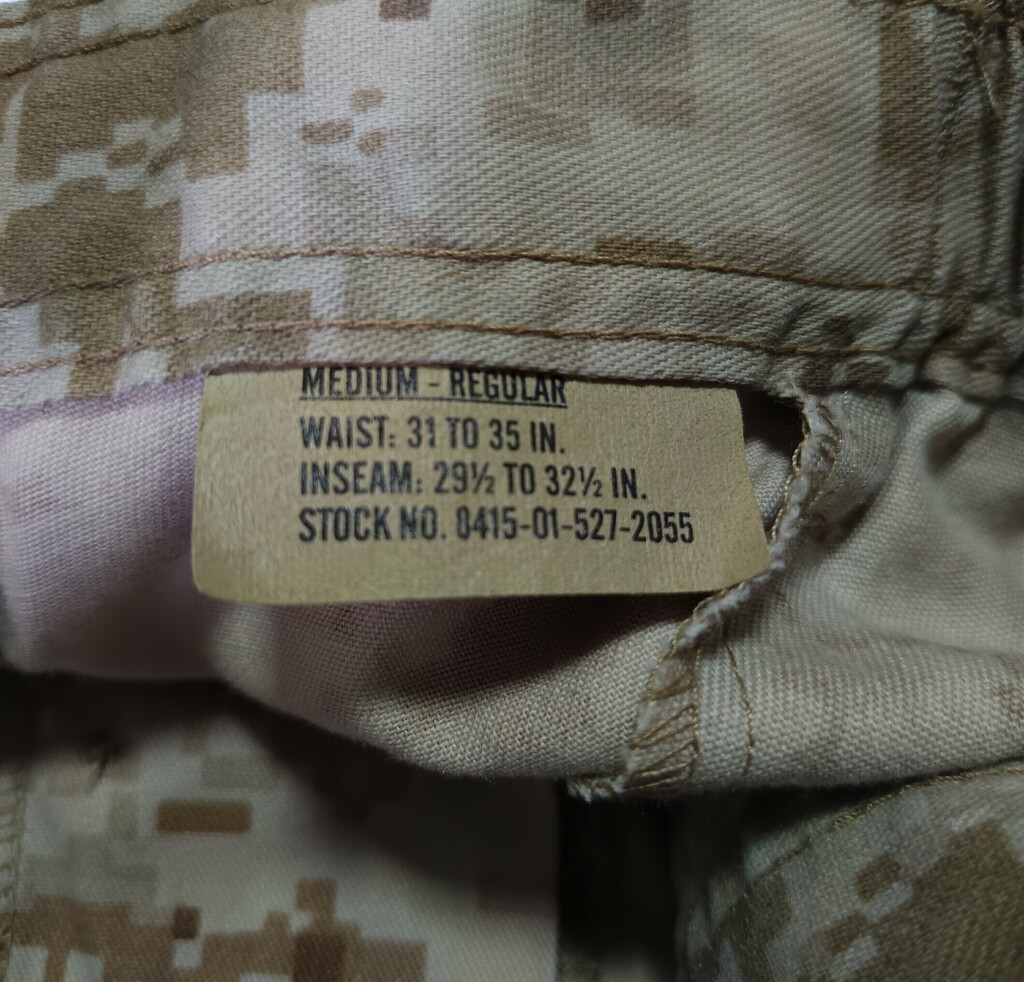 MEDIUM - REGULAR
WAIST: 31 TO 35 IN.
INSEAM: 29½ TO 32½ IN.
STOCK NO. 8415-01-527-2055